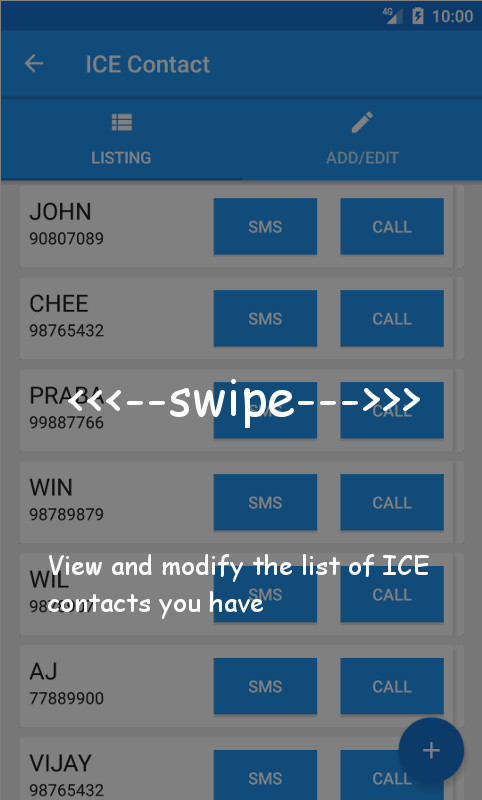 4G 10:00
ICE Contact
LISTING ADD/EDIT
JOHN
90807089
SMS CALL
CHEE
98765432
SMS CALL
PRABA
99887766
SMS CALL
<<<--swipe--->>>
WIN
98789879
SMS CALL
WIL
SMS CALL
View and modify the list of ICE
contacts you have
AJ
77889900
SMS CALL
VIJAY
98765432
SMS CALL
+